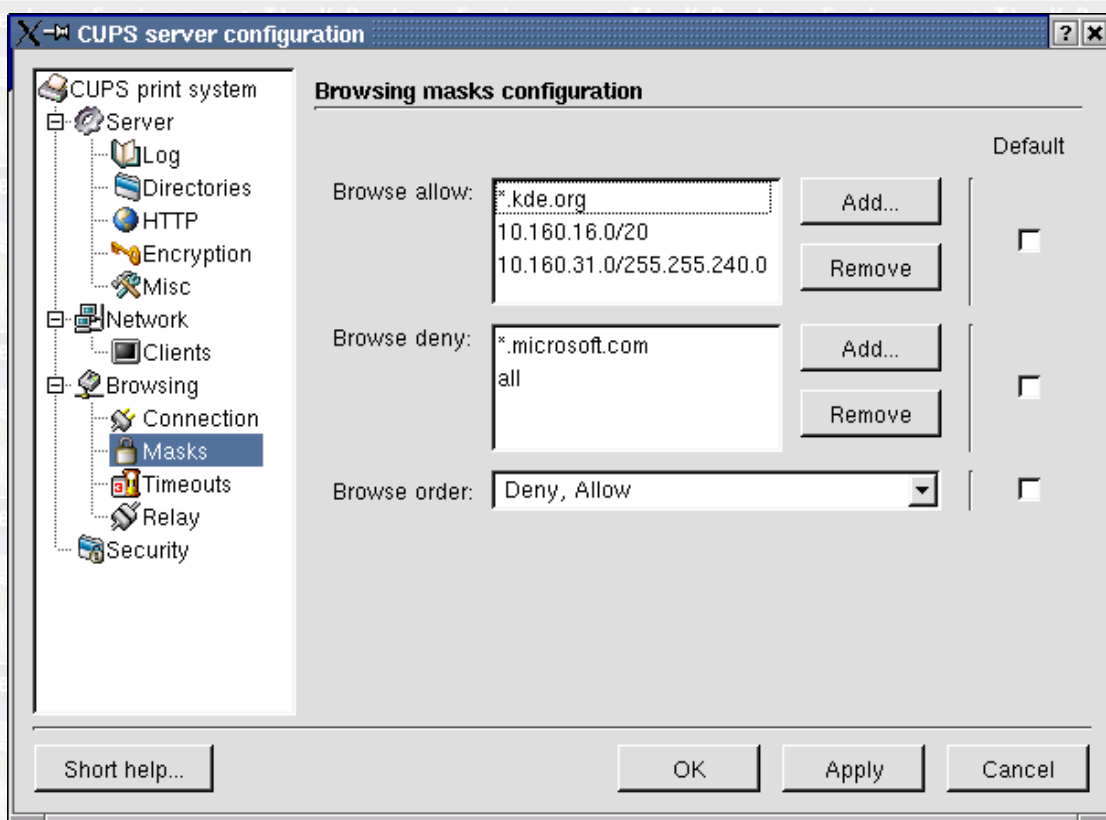 CUPS server configuration
CUPS print system
Server
Log
Directories
HTTP
Encryption
Misc
Network
Clients
Browsing
Connection
Masks
Timeouts
Relay
Security
Browsing masks configuration
Default
Browse allow:
*.kde.org
10.160.16.0/20
10.160.31.0/255.255.240.0
Add...
Remove
Browse deny:
*.microsoft.com
all
Add...
Remove
Browse order:
Deny, Allow
Short help...
OK
Apply
Cancel